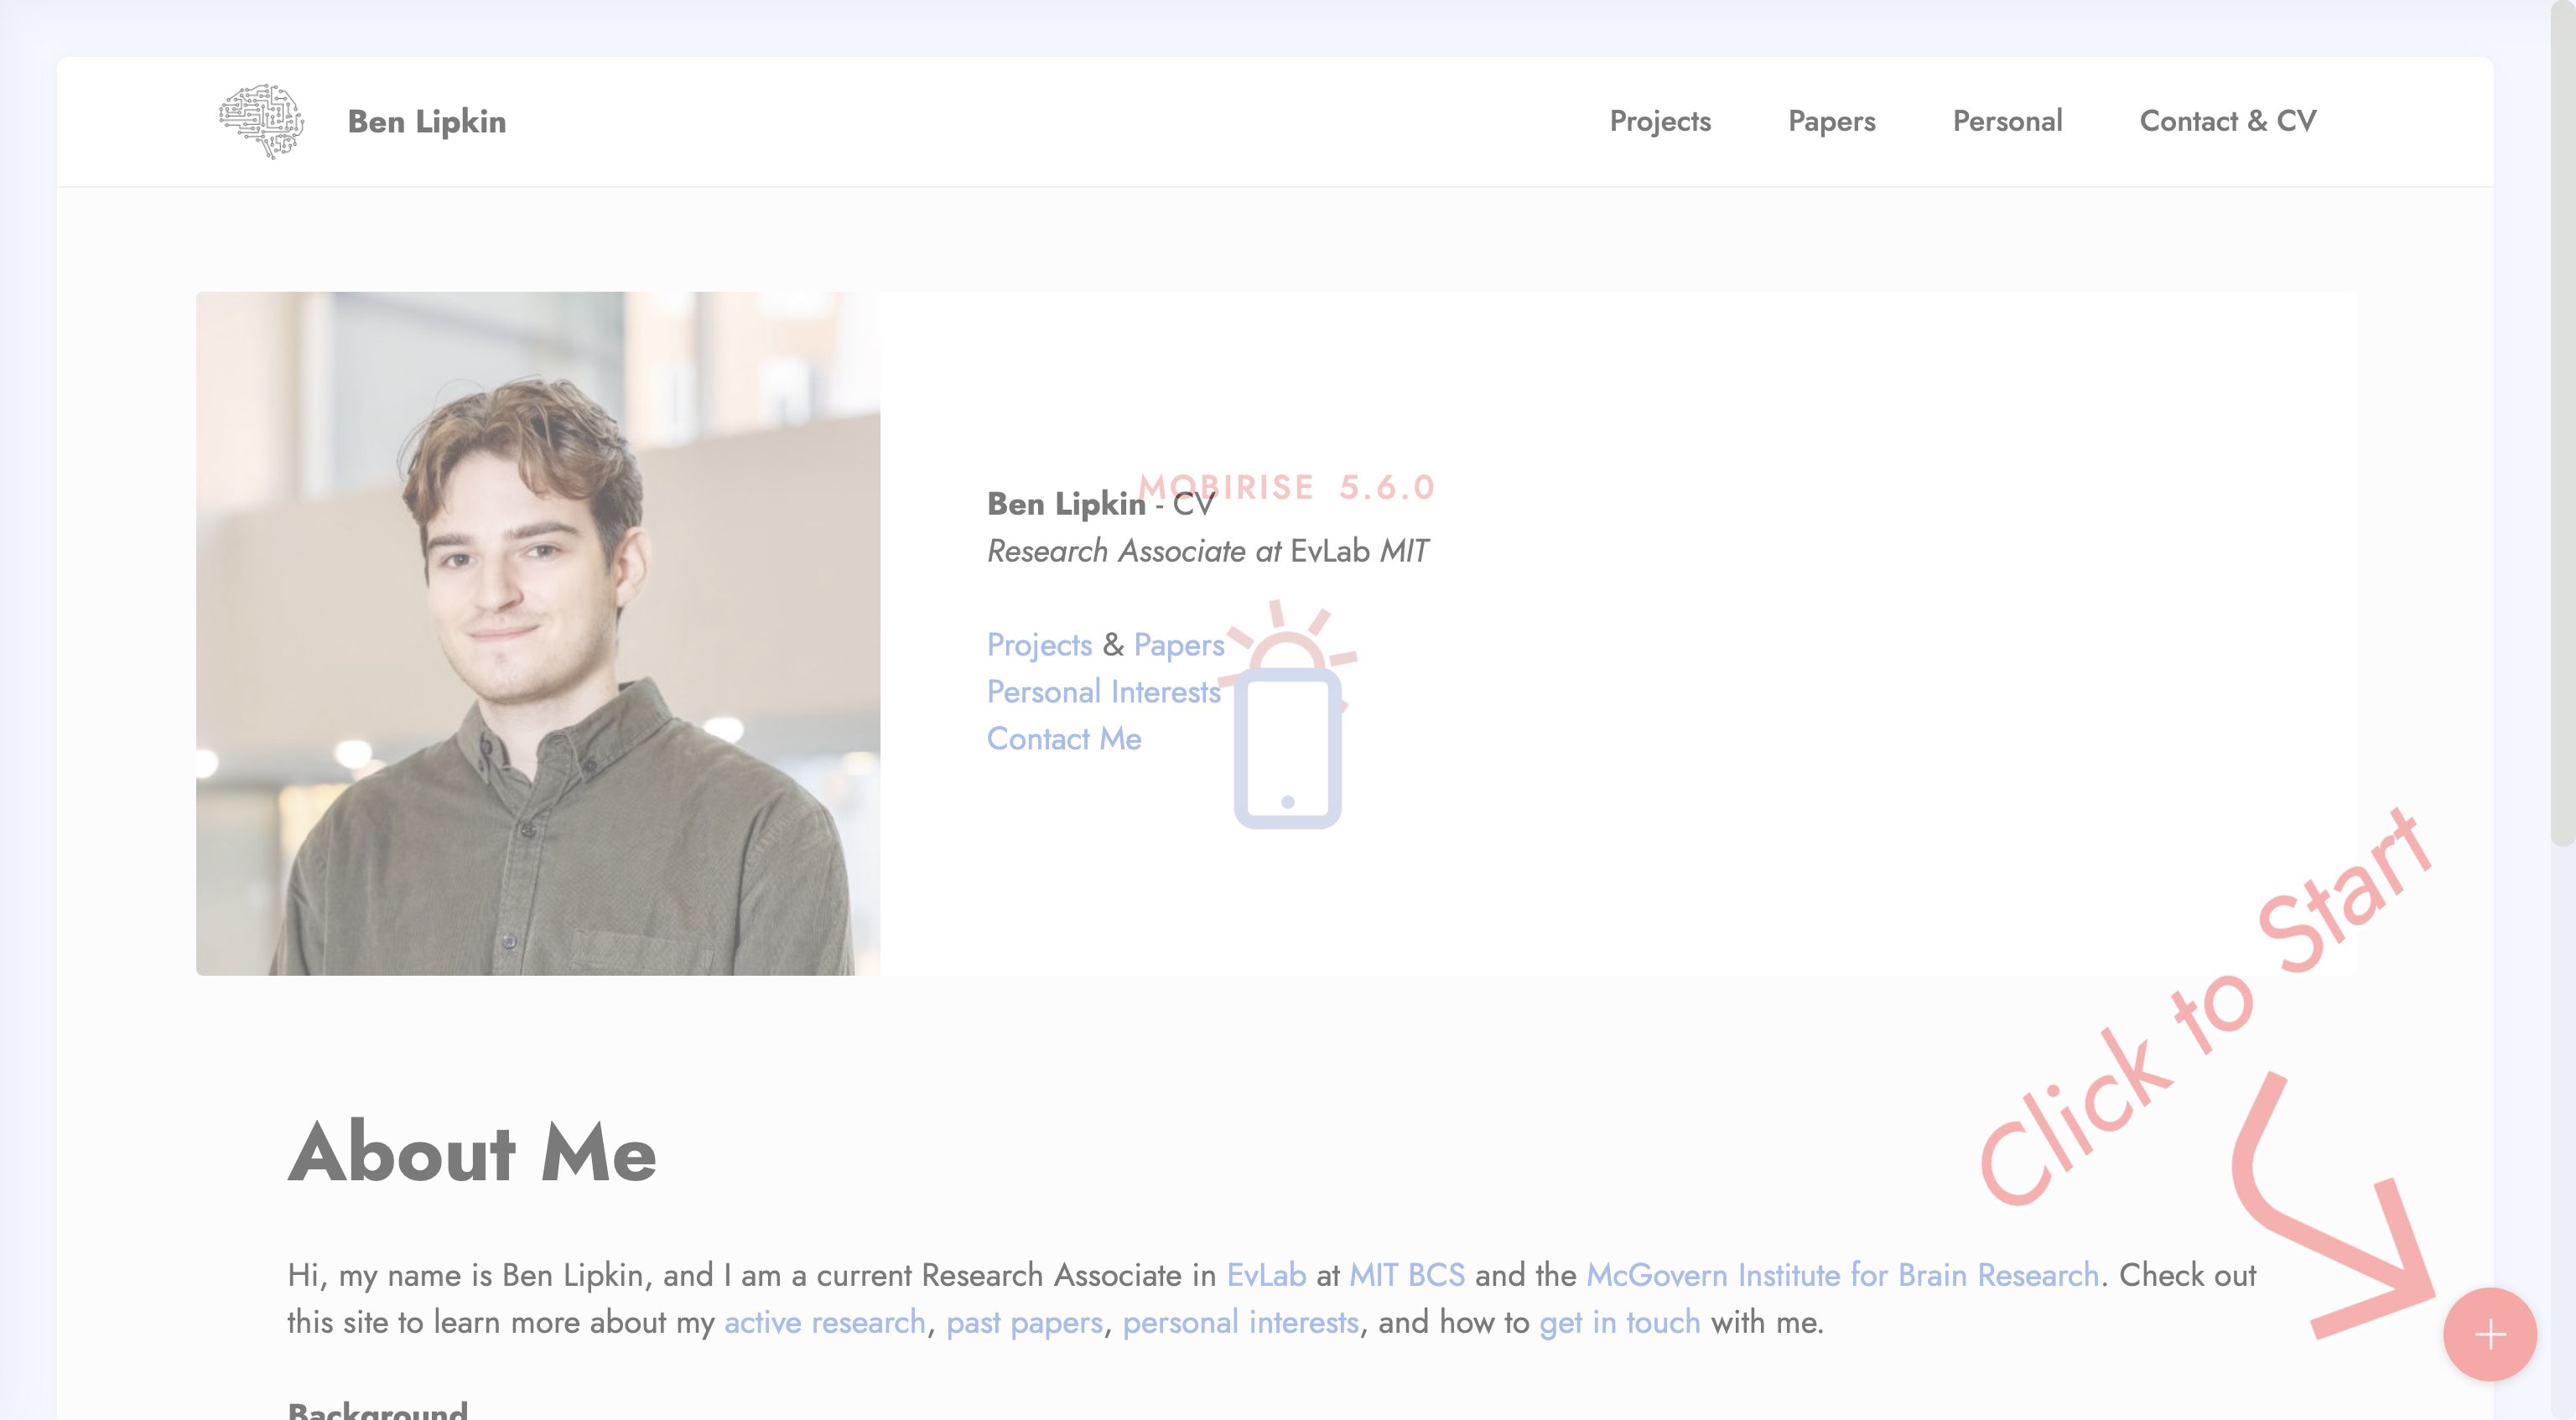 Ben Lipkin
Projects
Papers
Personal
Contact & CV
MOBIRISE 5.6.0
Ben Lipkin - CV
Research Associate at EvLab MIT
Projects & Papers
Personal Interests
Contact Me
Click to Start
About Me
Hi, my name is Ben Lipkin, and I am a current Research Associate in EvLab at MIT BCS and the McGovern Institute for Brain Research. Check out
this site to learn more about my active research, past papers, personal interests, and how to get in touch with me.
Background